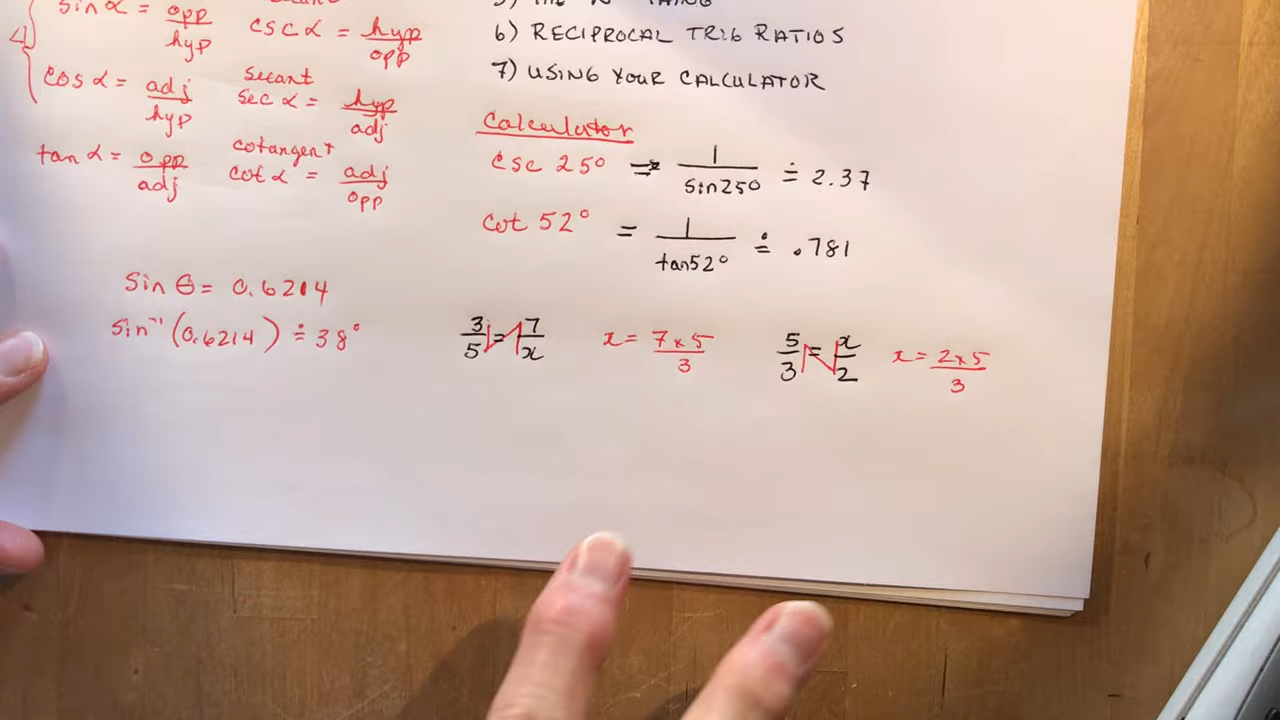 sin α = opp/hyp
csc α = hyp/opp
secant
cos α = adj/hyp
sec α = hyp/adj
cotangent
tan α = opp/adj
cot α = adj/opp
6) RECIPROCAL TRIG RATIOS
7) USING YOUR CALCULATOR
Calculator
csc 25° ⇒ 1/sin25° ≐ 2.37
cot 52° = 1/tan52° ≐ .781
sin θ = 0.6214
sin⁻¹ (0.6214) ≐ 38°
3/5 = 7/x
x = 7 x 5/3
5/3 = x/2
x = 2 x 5/3